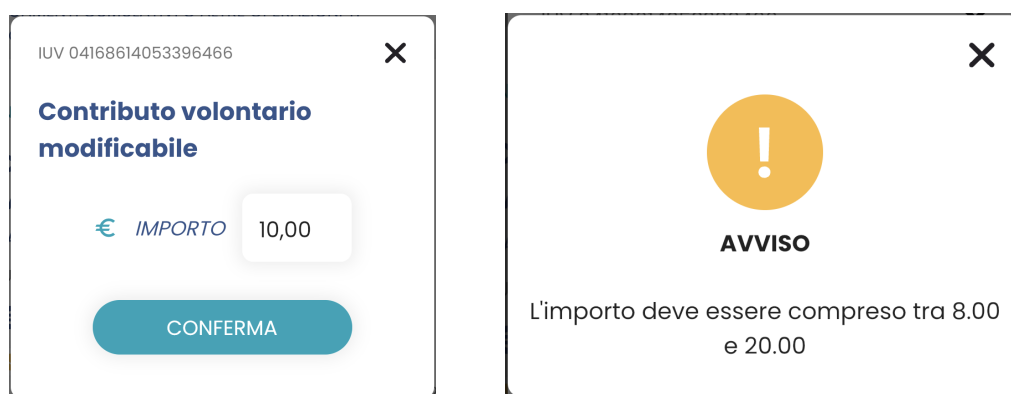 IUV 04168614053396466
Contributo volontario
modificabile
€ IMPORTO 10,00
CONFERMA
!
AVVISO
L'importo deve essere compreso tra 8.00
e 20.00